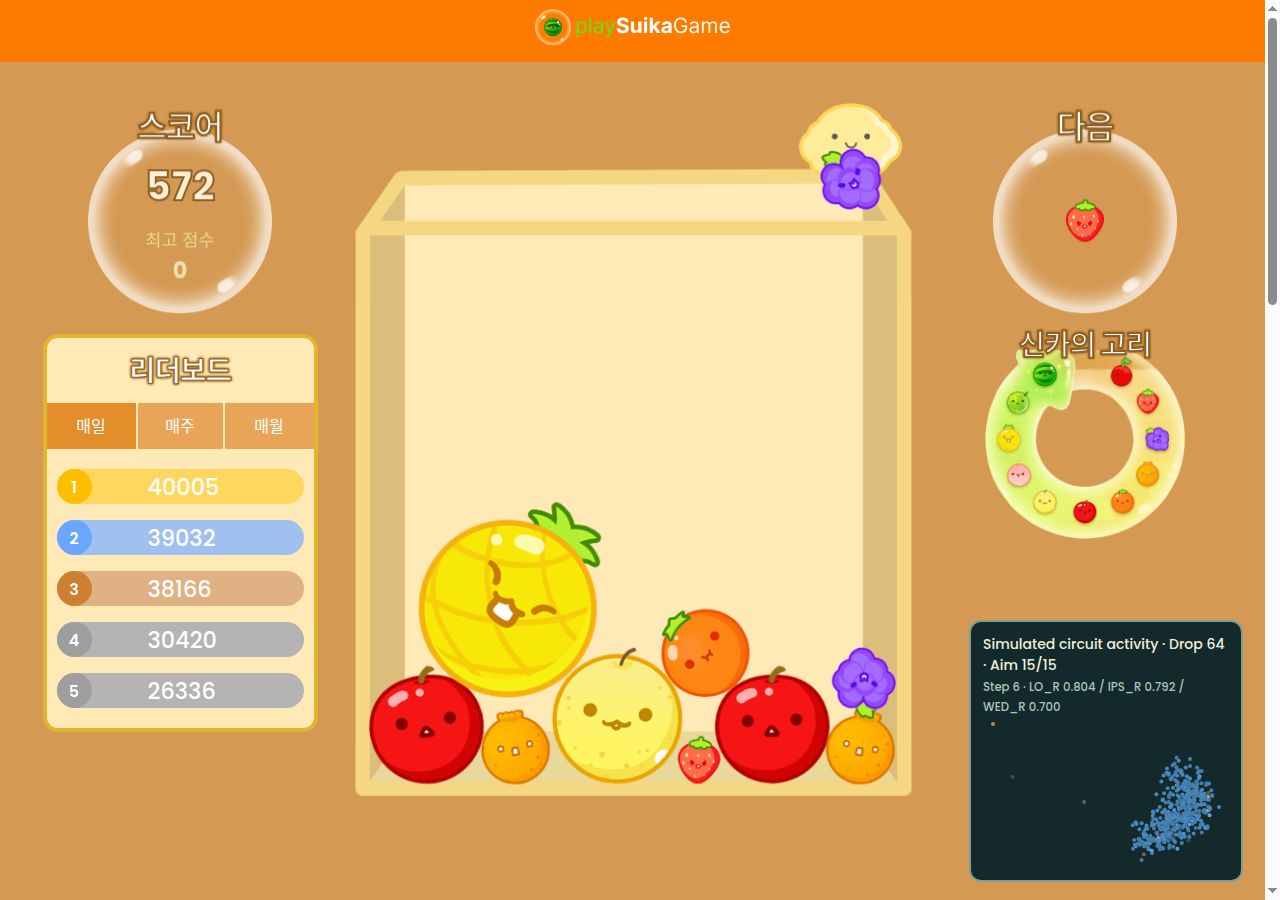 playSuikaGame
스코어
572
최고 점수
0
다음
신카의 고리
리더보드
매일 매주 매월
1 40005
2 39032
3 38166
4 30420
5 26336
Simulated circuit activity · Drop 64
· Aim 15/15
Step 6 · LO_R 0.804 / IPS_R 0.792 /
WED_R 0.700